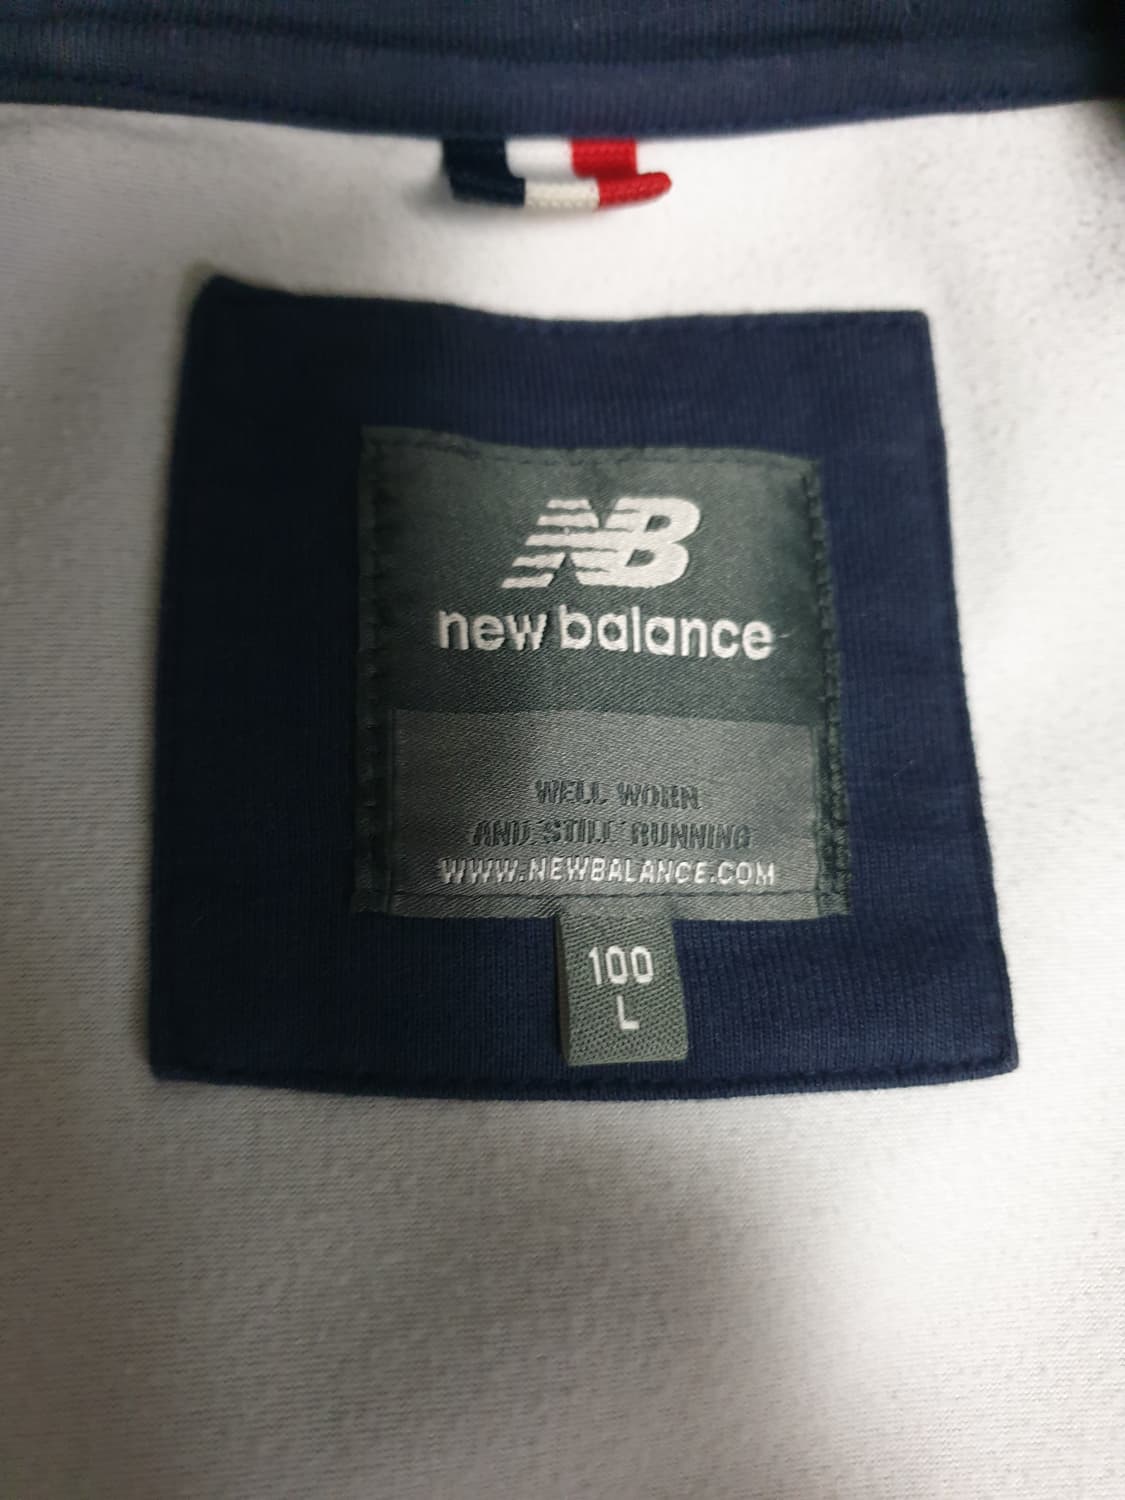 NB
new balance
WELL WORN
AND STILL RUNNING
WWW.NEWBALANCE.COM
100
L